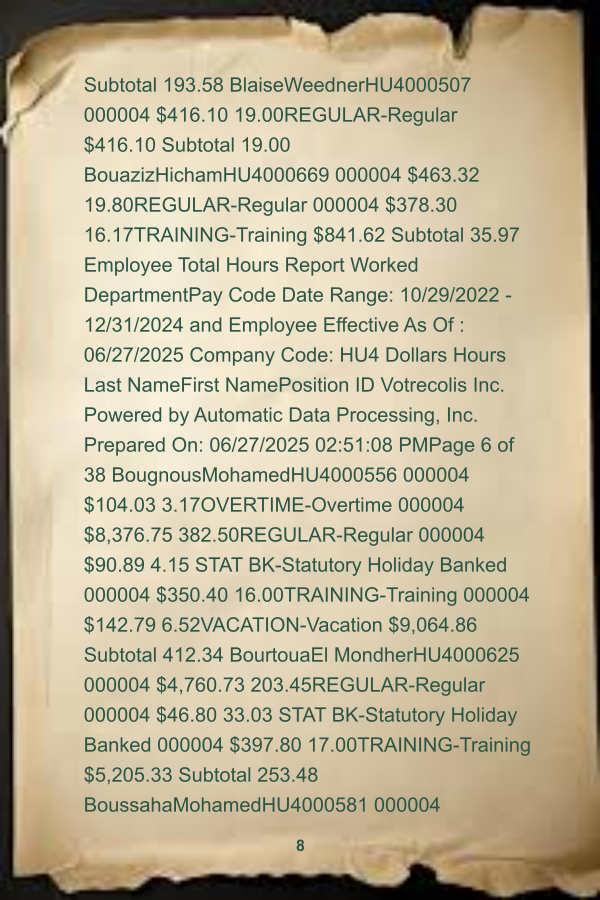 Subtotal 193.58 BlaiseWeednerHU4000507
000004 $416.10 19.00REGULAR-Regular
$416.10 Subtotal 19.00
BouazizHichamHU4000669 000004 $463.32
19.80REGULAR-Regular 000004 $378.30
16.17TRAINING-Training $841.62 Subtotal 35.97
Employee Total Hours Report Worked
DepartmentPay Code Date Range: 10/29/2022 -
12/31/2024 and Employee Effective As Of :
06/27/2025 Company Code: HU4 Dollars Hours
Last NameFirst NamePosition ID Votrecolis Inc.
Powered by Automatic Data Processing, Inc.
Prepared On: 06/27/2025 02:51:08 PMPage 6 of
38 BougnousMohamedHU4000556 000004
$104.03 3.17OVERTIME-Overtime 000004
$8,376.75 382.50REGULAR-Regular 000004
$90.89 4.15 STAT BK-Statutory Holiday Banked
000004 $350.40 16.00TRAINING-Training 000004
$142.79 6.52VACATION-Vacation $9,064.86
Subtotal 412.34 BourtouaEl MondherHU4000625
000004 $4,760.73 203.45REGULAR-Regular
000004 $46.80 33.03 STAT BK-Statutory Holiday
Banked 000004 $397.80 17.00TRAINING-Training
$5,205.33 Subtotal 253.48
BoussahaMohamedHU4000581 000004
8